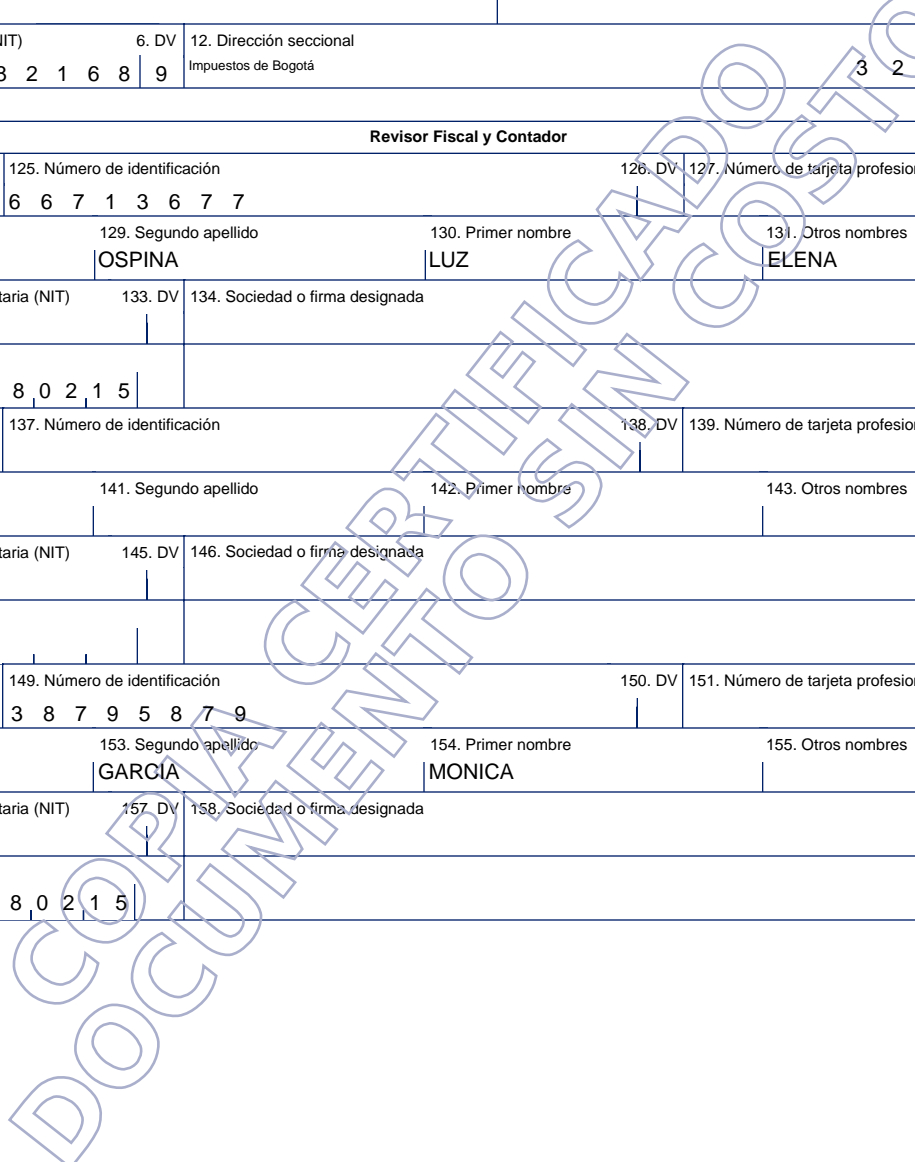 IT) 6. DV 12. Dirección seccional
3 2 1 6 8 9 Impuestos de Bogotá 3 2
Revisor Fiscal y Contador
125. Número de identificación 126. DV 127. Número de tarjeta profesion
6 6 7 1 3 6 7 7
129. Segundo apellido 130. Primer nombre 131. Otros nombres
OSPINA LUZ ELENA
taria (NIT) 133. DV 134. Sociedad o firma designada
8 0 2 1 5
137. Número de identificación 138. DV 139. Número de tarjeta profesion
141. Segundo apellido 142. Primer nombre 143. Otros nombres
taria (NIT) 145. DV 146. Sociedad o firma designada
149. Número de identificación 150. DV 151. Número de tarjeta profesion
3 8 7 9 5 8 7 9
153. Segundo apellido 154. Primer nombre 155. Otros nombres
GARCIA MONICA
taria (NIT) 157. DV 158. Sociedad o firma designada
8 0 2 1 5
COPIA CERTIFICADO
DOCUMENTO SIN COSTO